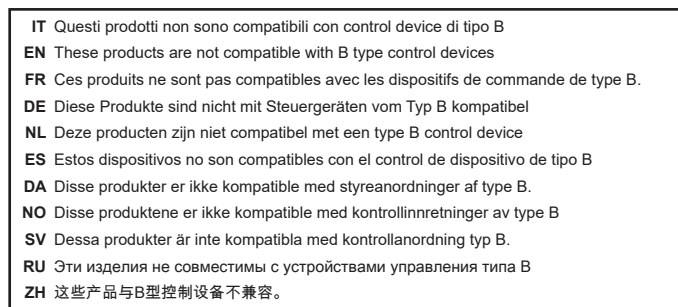 IT Questi prodotti non sono compatibili con control device di tipo B
EN These products are not compatible with B type control devices
FR Ces produits ne sont pas compatibles avec les dispositifs de commande de type B.
DE Diese Produkte sind nicht mit Steuergeräten vom Typ B kompatibel
NL Deze producten zijn niet compatibel met een type B control device
ES Estos dispositivos no son compatibles con el control de dispositivo de tipo B
DA Disse produkter er ikke kompatible med styreanordninger af type B.
NO Disse produktene er ikke kompatible med kontrollinnretninger av type B
SV Dessa produkter är inte kompatibla med kontrollanordning typ B.
RU Эти изделия не совместимы с устройствами управления типа В
ZH 这些产品与B型控制设备不兼容。